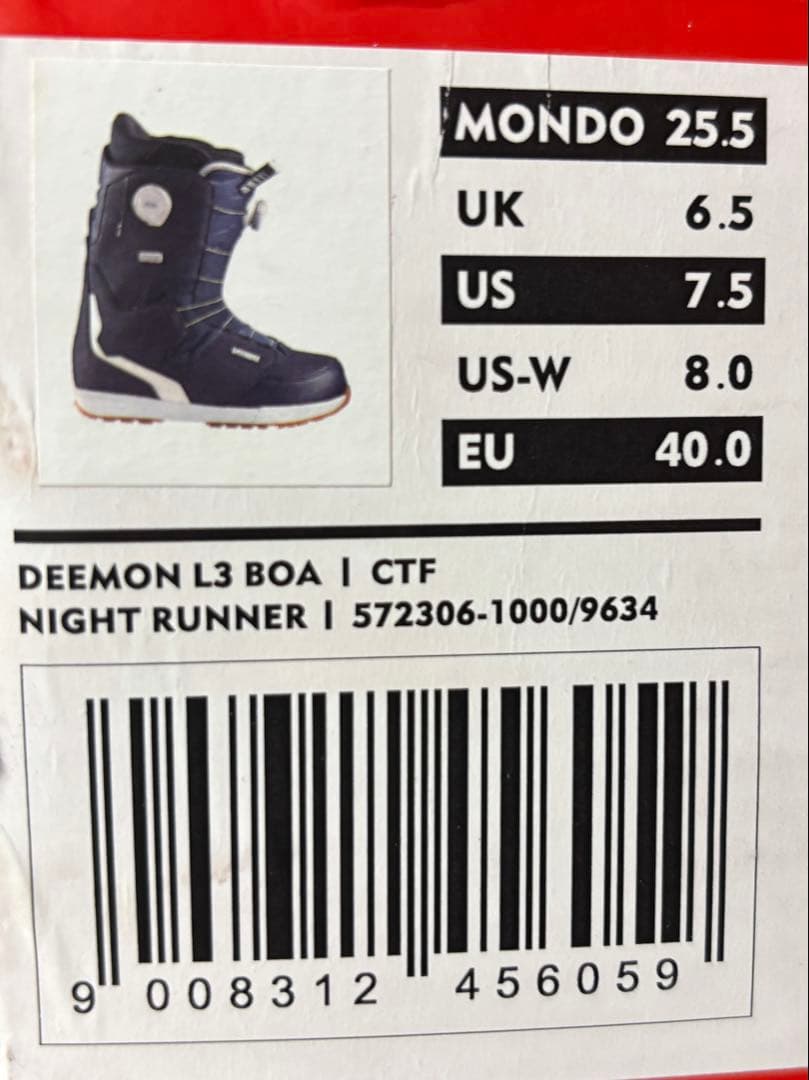 MONDO 25.5
UK 6.5
US 7.5
US-W 8.0
EU 40.0
DEEMON L3 BOA | CTF
NIGHT RUNNER | 572306-1000/9634
9 008312 456059